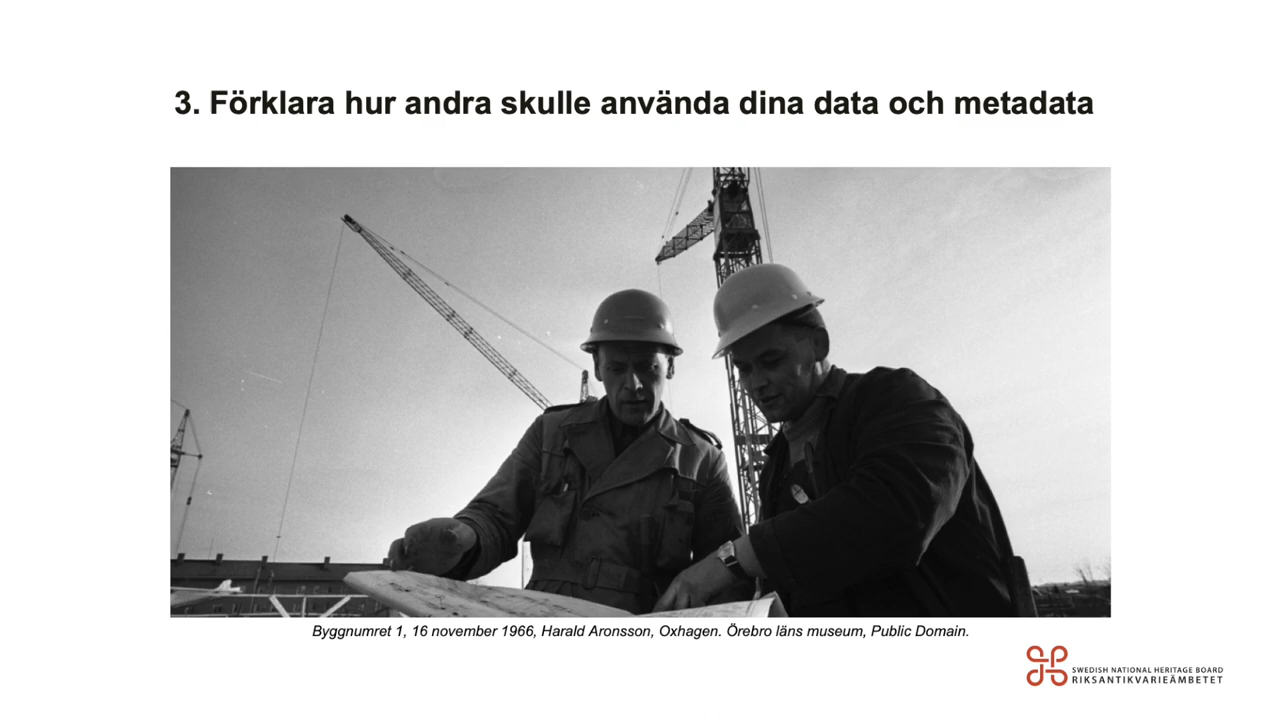 3. Förklara hur andra skulle använda dina data och metadata
Byggnumret 1, 16 november 1966, Harald Aronsson, Oxhagen. Örebro läns museum, Public Domain.
SWEDISH NATIONAL HERITAGE BOARD
RIKSANTIKVARIEÄMBETET